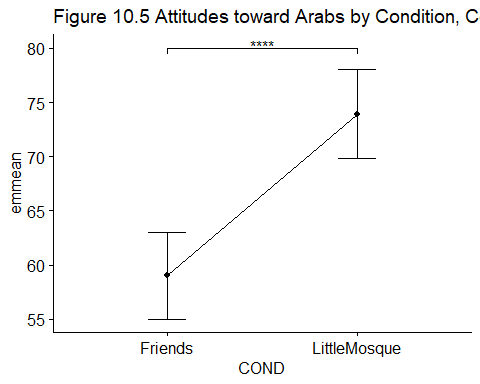 Figure 10.5 Attitudes toward Arabs by Condition, C
****
80
75
70
65
60
55
emmean
Friends
LittleMosque
COND